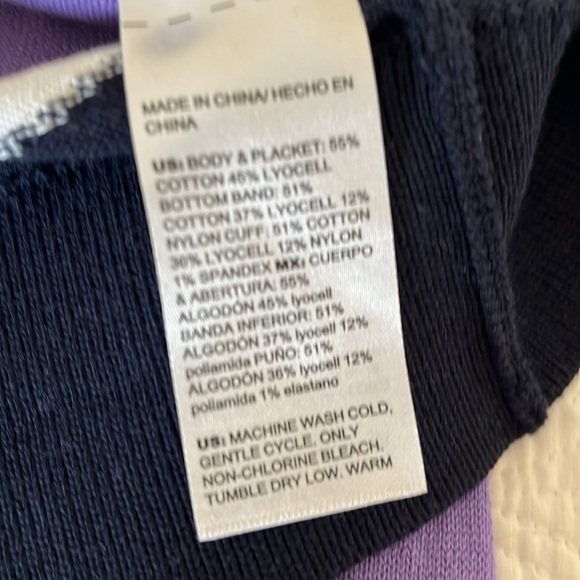 MADE IN CHINA/ HECHO EN
CHINA
US: BODY & PLACKET: 55%
COTTON 45% LYOCELL
BOTTOM BAND: 51%
COTTON 37% LYOCELL 12%
NYLON CUFF: 51% COTTON
36% LYOCELL 12% NYLON
1% SPANDEX MX: CUERPO
& ABERTURA: 55%
ALGODÓN 45% lyocell
BANDA INFERIOR: 51%
ALGODÓN 37% lyocell 12%
poliamida PUÑO: 51%
ALGODÓN 36% lyocell 12%
poliamida 1% elastano
US: MACHINE WASH COLD,
GENTLE CYCLE. ONLY
NON-CHLORINE BLEACH,
TUMBLE DRY LOW. WARM